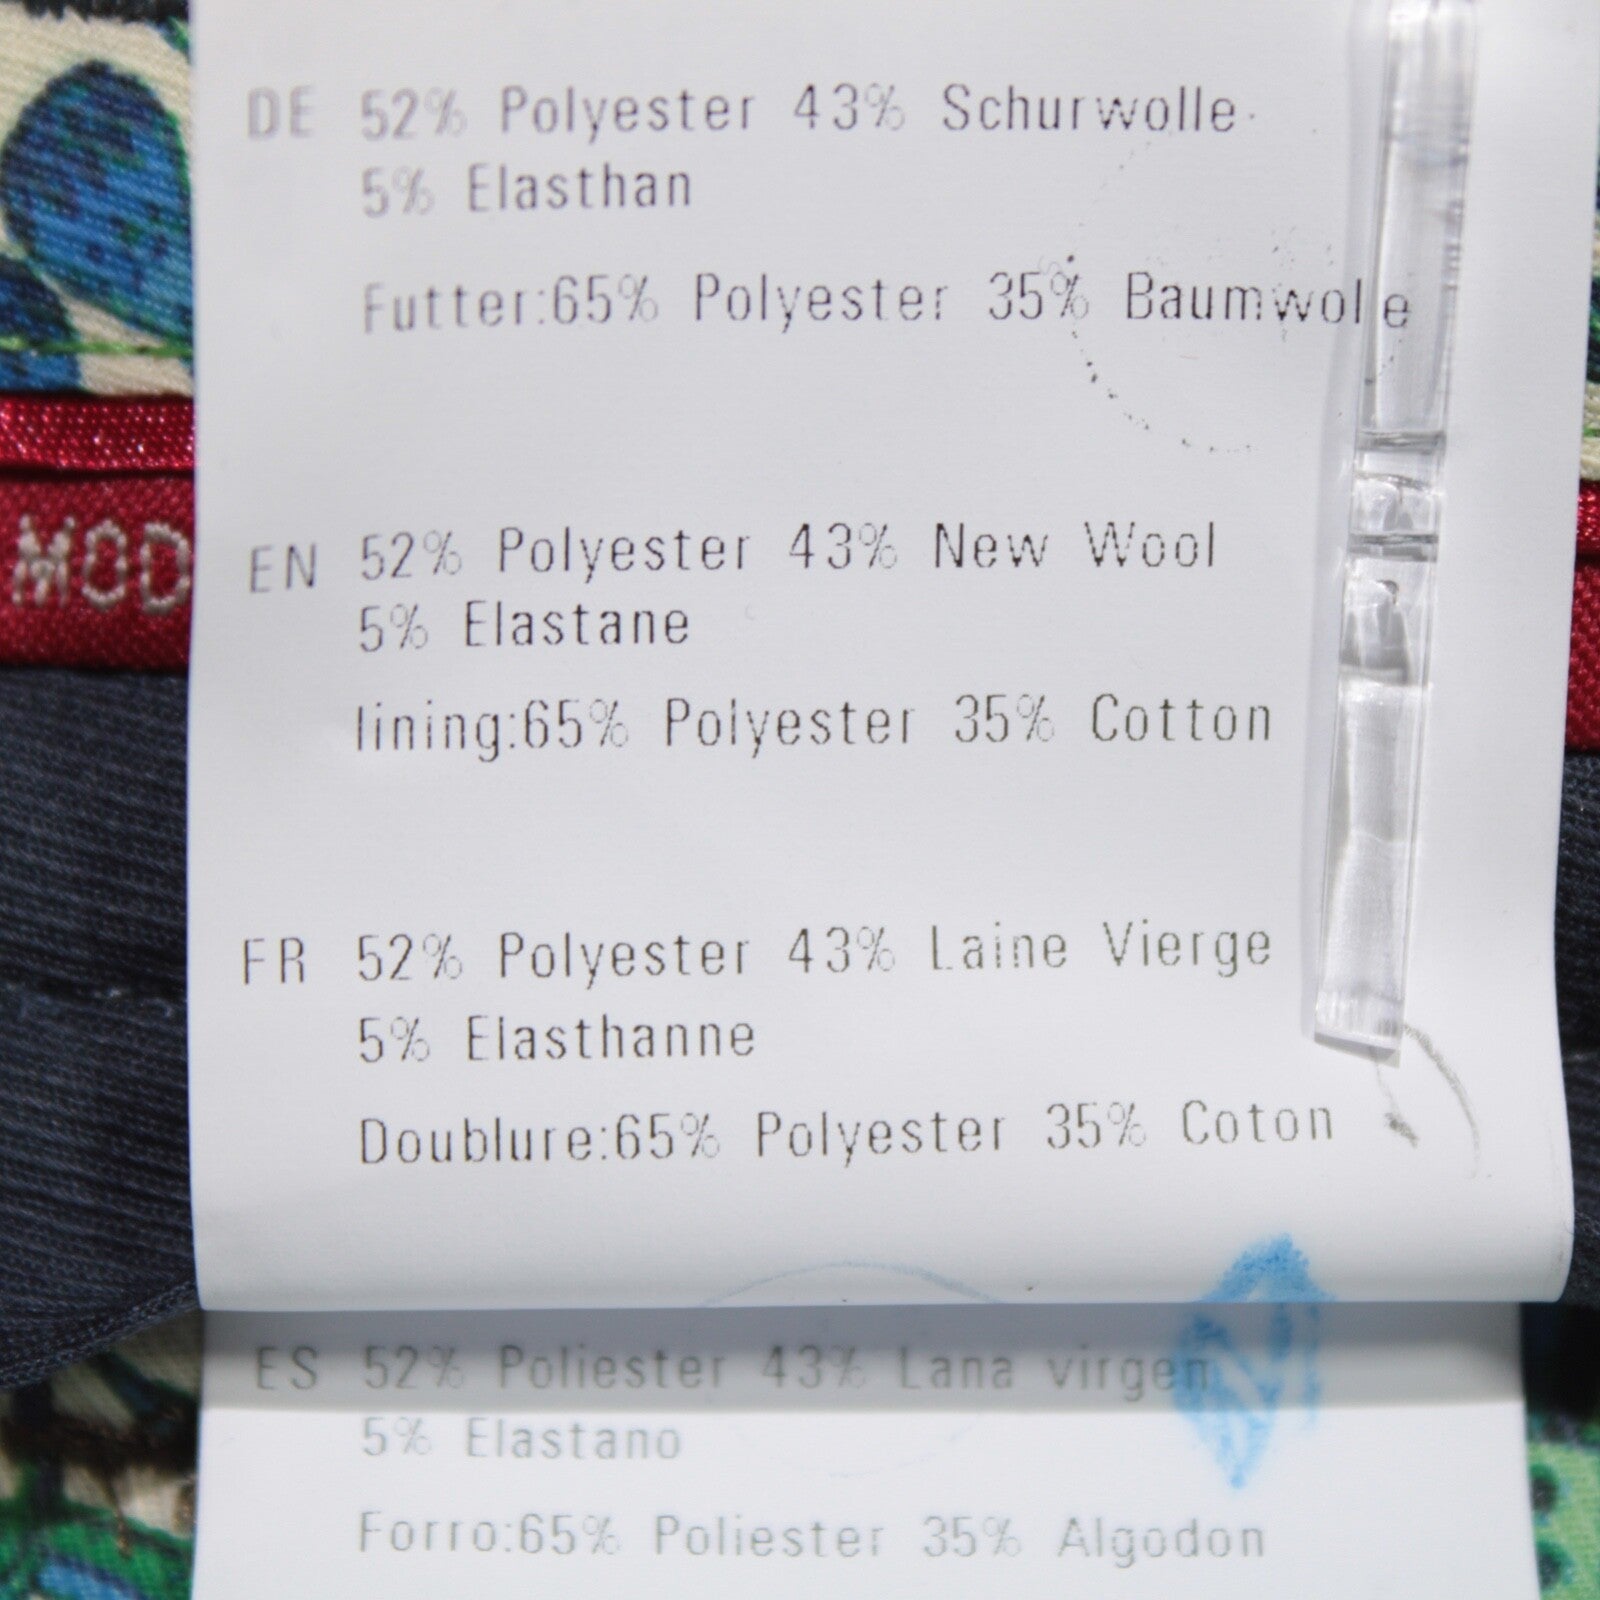 DE 52% Polyester 43% Schurwolle
5% Elasthan
Futter:65% Polyester 35% Baumwolle
MOD
EN 52% Polyester 43% New Wool
5% Elastane
lining:65% Polyester 35% Cotton
FR 52% Polyester 43% Laine Vierge
5% Elasthanne
Doublure:65% Polyester 35% Coton
ES 52% Poliester 43% Lana virgen
5% Elastano
Forro:65% Poliester 35% Algodon